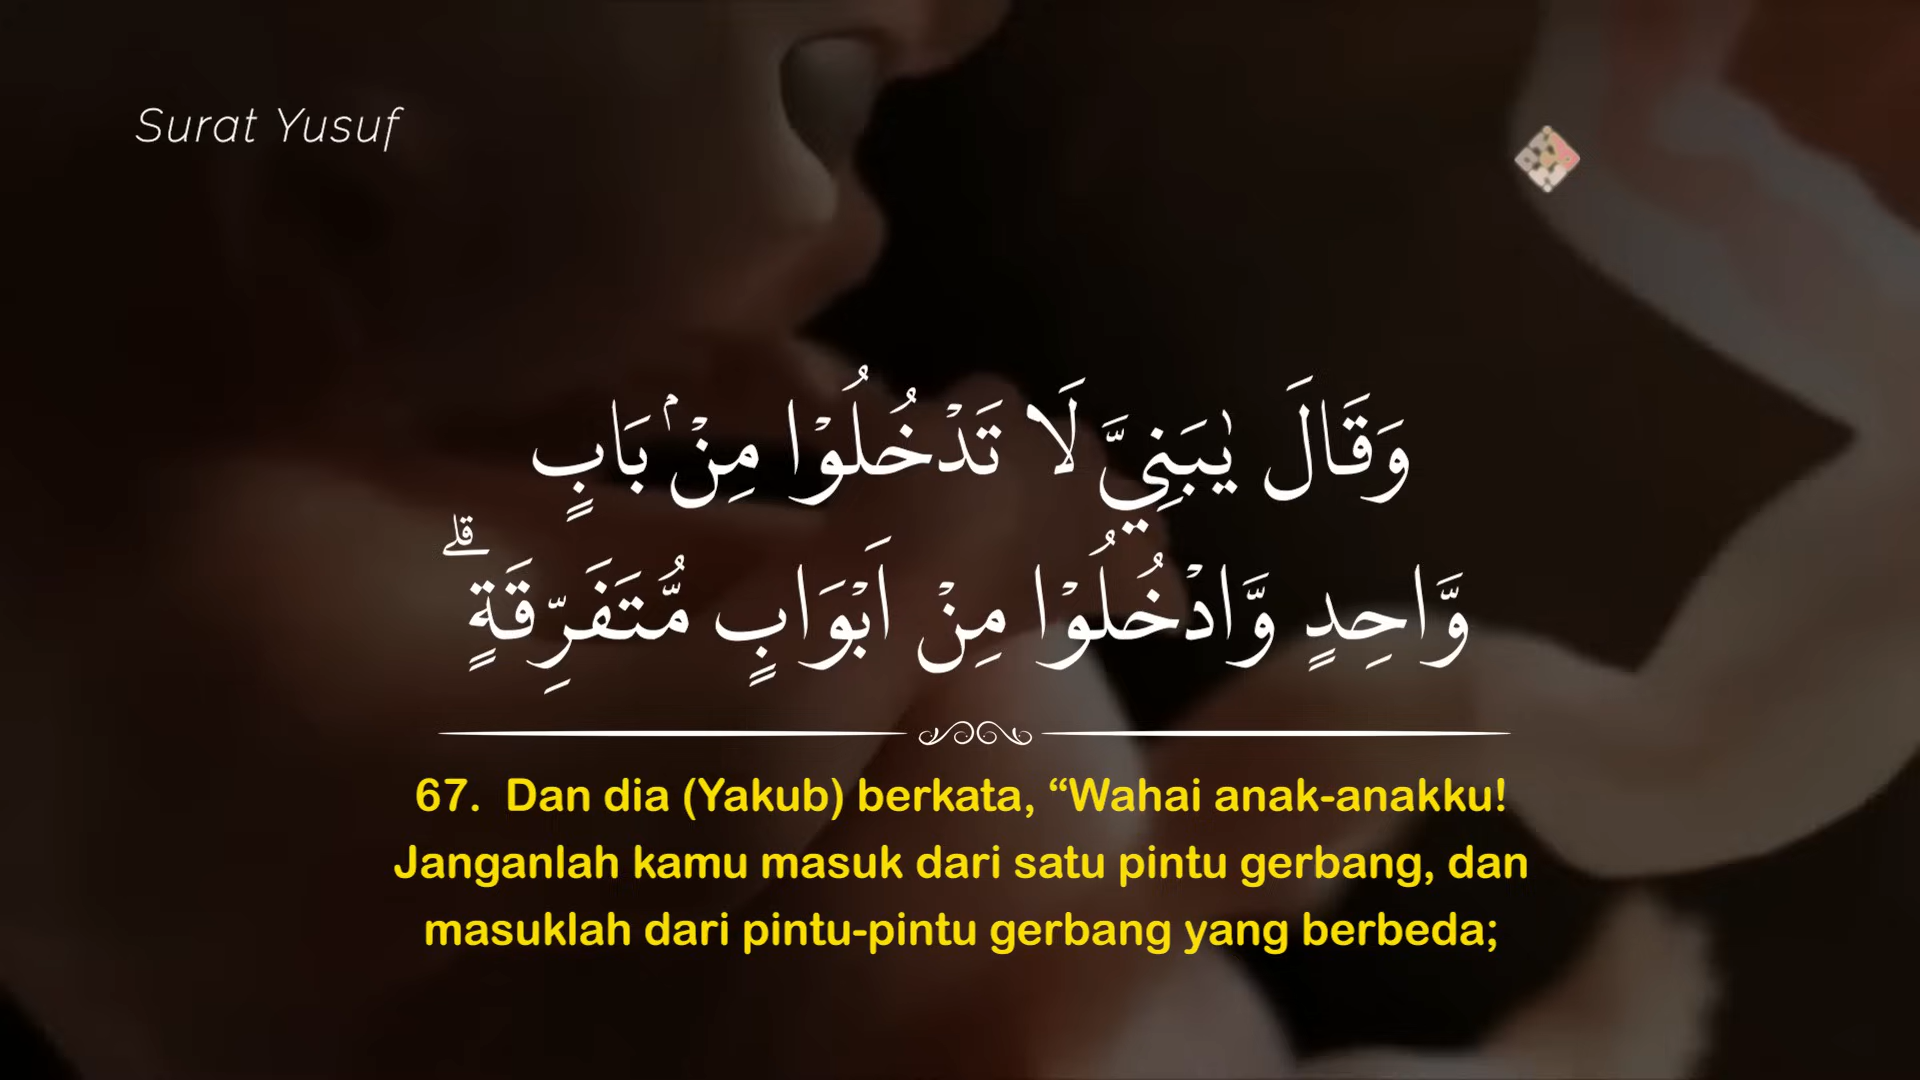 Surat Yusuf
وَقَالَ يٰبَنِيَّ لَا تَدْخُلُوْا مِنْۢ بَابٍ
وَّاحِدٍ وَّادْخُلُوْا مِنْ اَبْوَابٍ مُّتَفَرِّقَةٍۗ
67.  Dan dia (Yakub) berkata, “Wahai anak-anakku!
Janganlah kamu masuk dari satu pintu gerbang, dan
masuklah dari pintu-pintu gerbang yang berbeda;